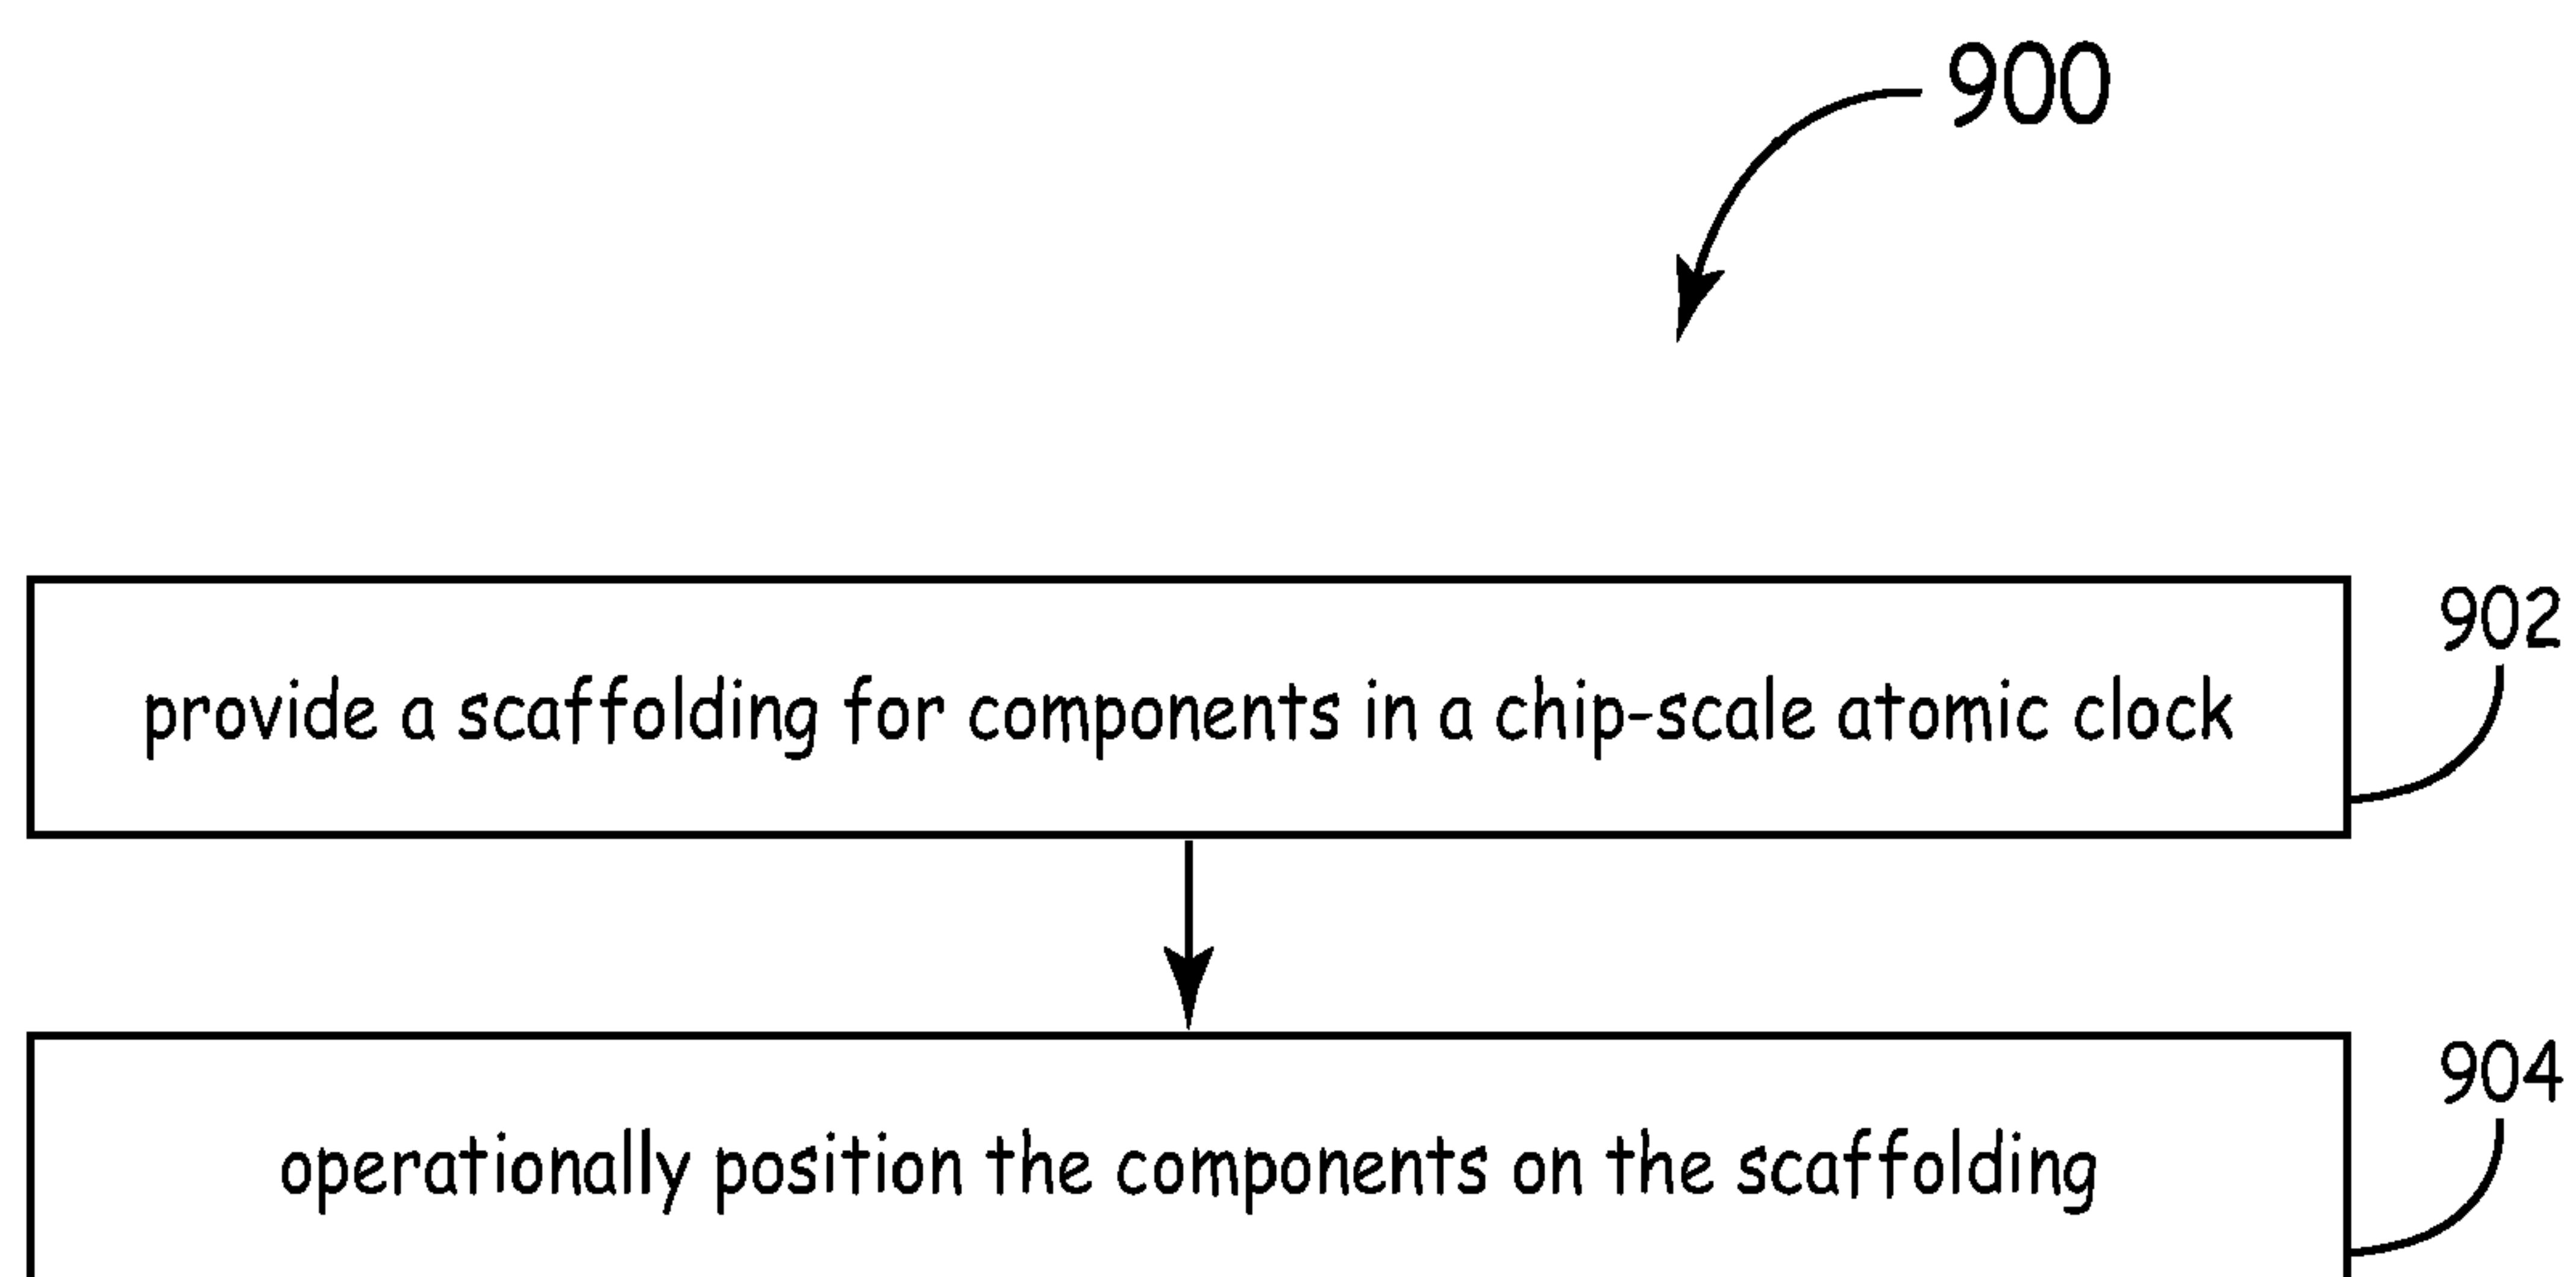 900
902
provide a scaffolding for components in a chip-scale atomic clock
904
operationally position the components on the scaffolding